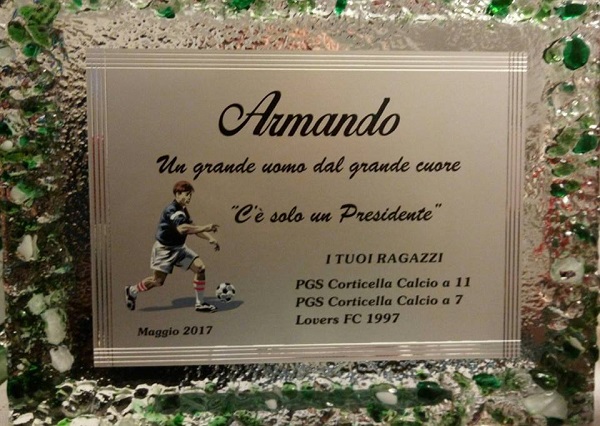 Armando
Un grande uomo dal grande cuore
"C'è solo un Presidente"
I TUOI RAGAZZI
PGS Corticella Calcio a 11
PGS Corticella Calcio a 7
Lovers FC 1997
Maggio 2017